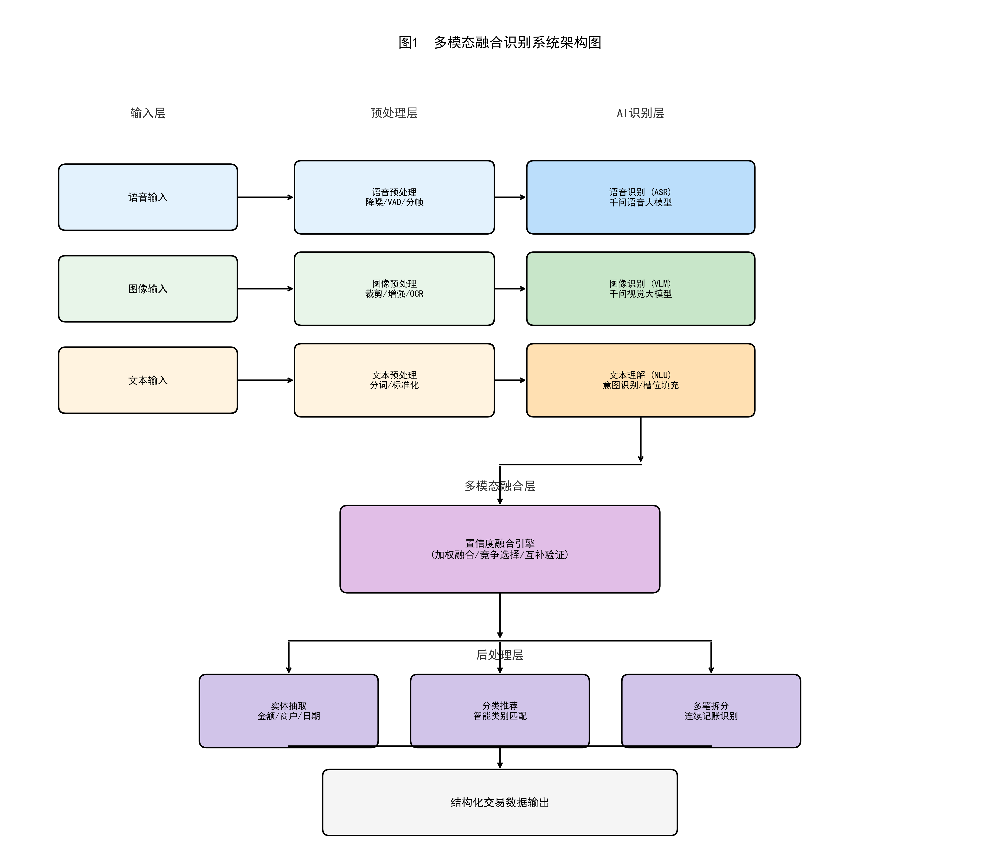 图1　多模态融合识别系统架构图
输入层
预处理层
AI识别层
语音输入
语音预处理
降噪/VAD/分帧
语音识别（ASR）
千问语音大模型
图像输入
图像预处理
裁剪/增强/OCR
图像识别（VLM）
千问视觉大模型
文本输入
文本预处理
分词/标准化
文本理解（NLU）
意图识别/槽位填充
多模态融合层
置信度融合引擎
（加权融合/竞争选择/互补验证）
后处理层
实体抽取
金额/商户/日期
分类推荐
智能类别匹配
多笔拆分
连续记账识别
结构化交易数据输出